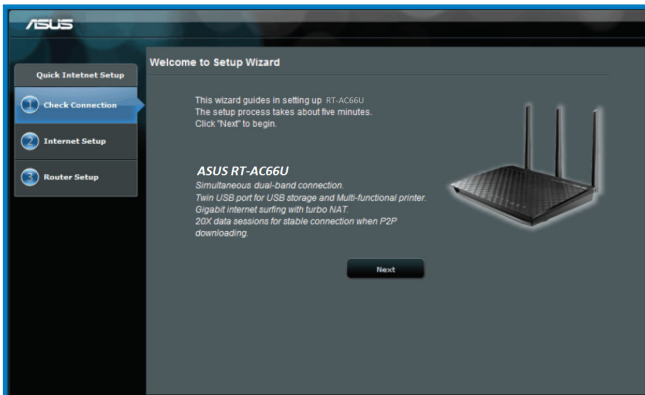 ASUS
Quick Intetnet Setup
1 Check Connection
2 Internet Setup
3 Router Setup
Welcome to Setup Wizard
This wizard guides in setting up RT-AC66U
The setup process takes about five minutes.
Click "Next" to begin.
ASUS RT-AC66U
Simultaneous dual-band connection.
Twin USB port for USB storage and Multi-functional printer.
Gigabit internet surfing with turbo NAT.
20X data sessions for stable connection when P2P
downloading.
Next